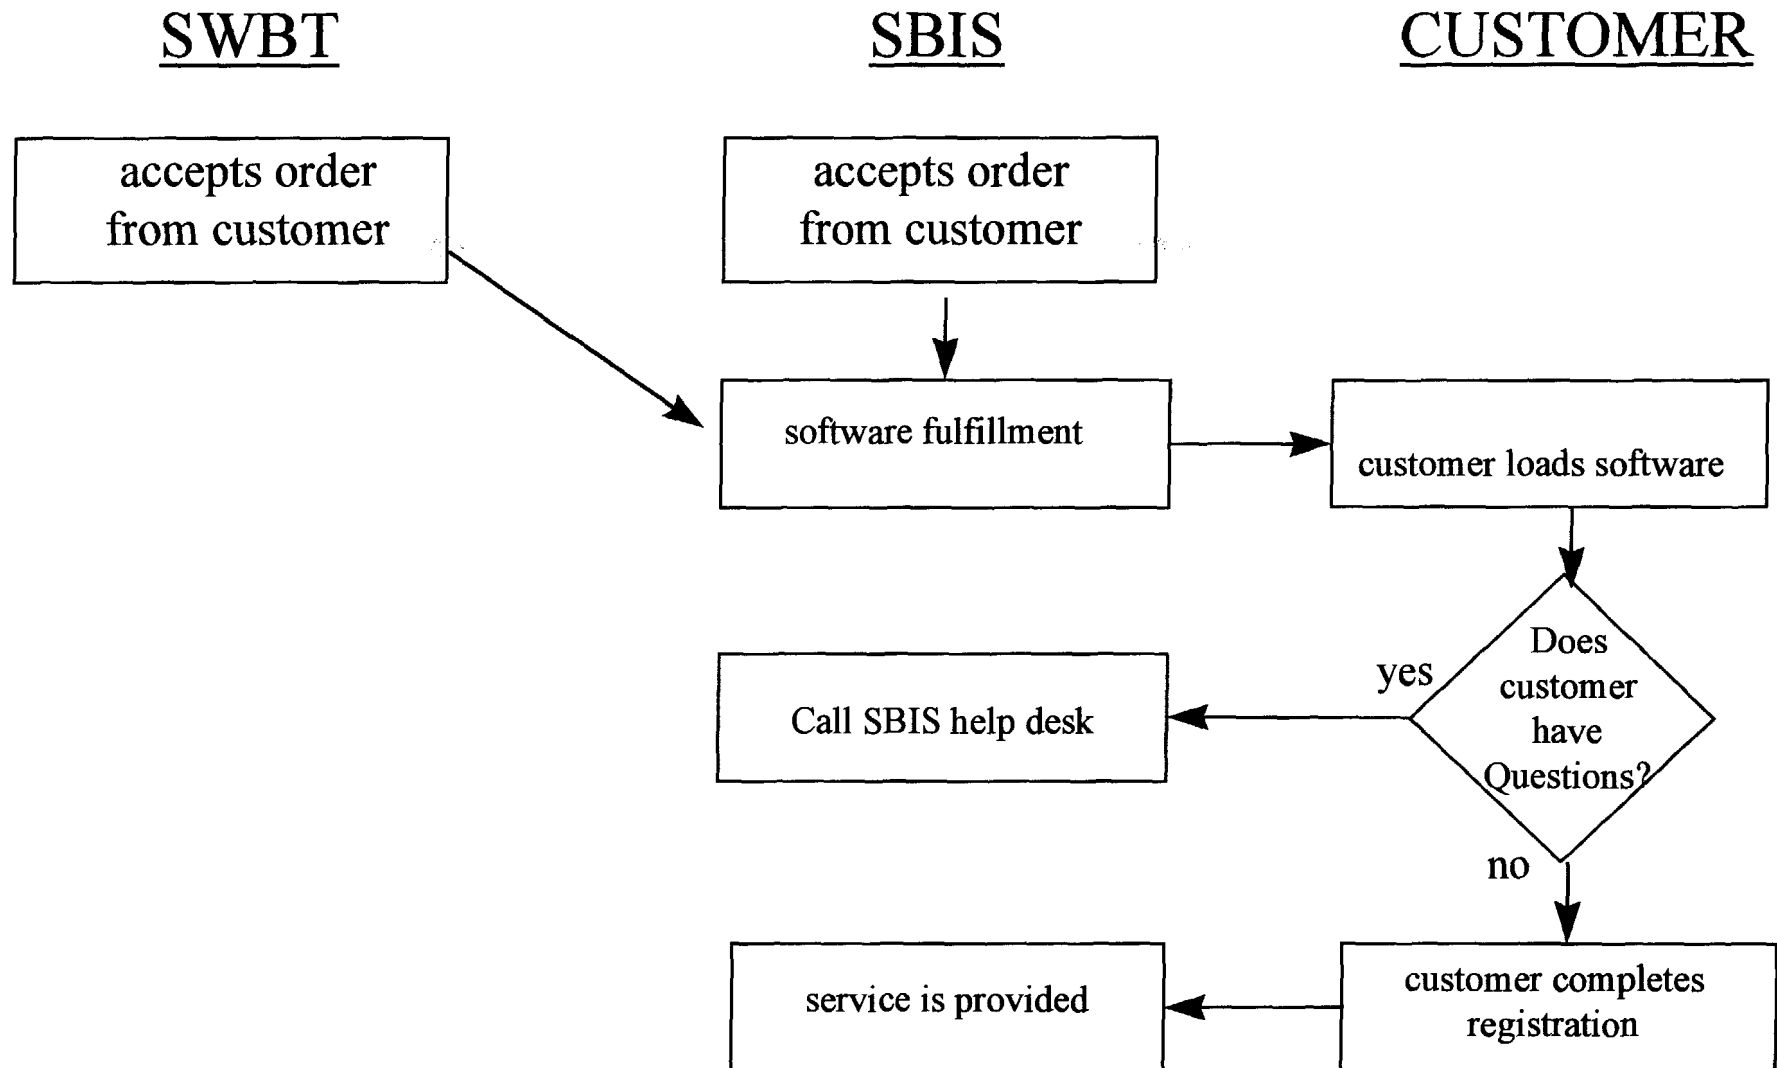 SWBT
SBIS
CUSTOMER
accepts order
from customer
accepts order
from customer
software fulfillment
customer loads software
Does
customer
have
Questions?
yes
Call SBIS help desk
no
customer completes
registration
service is provided